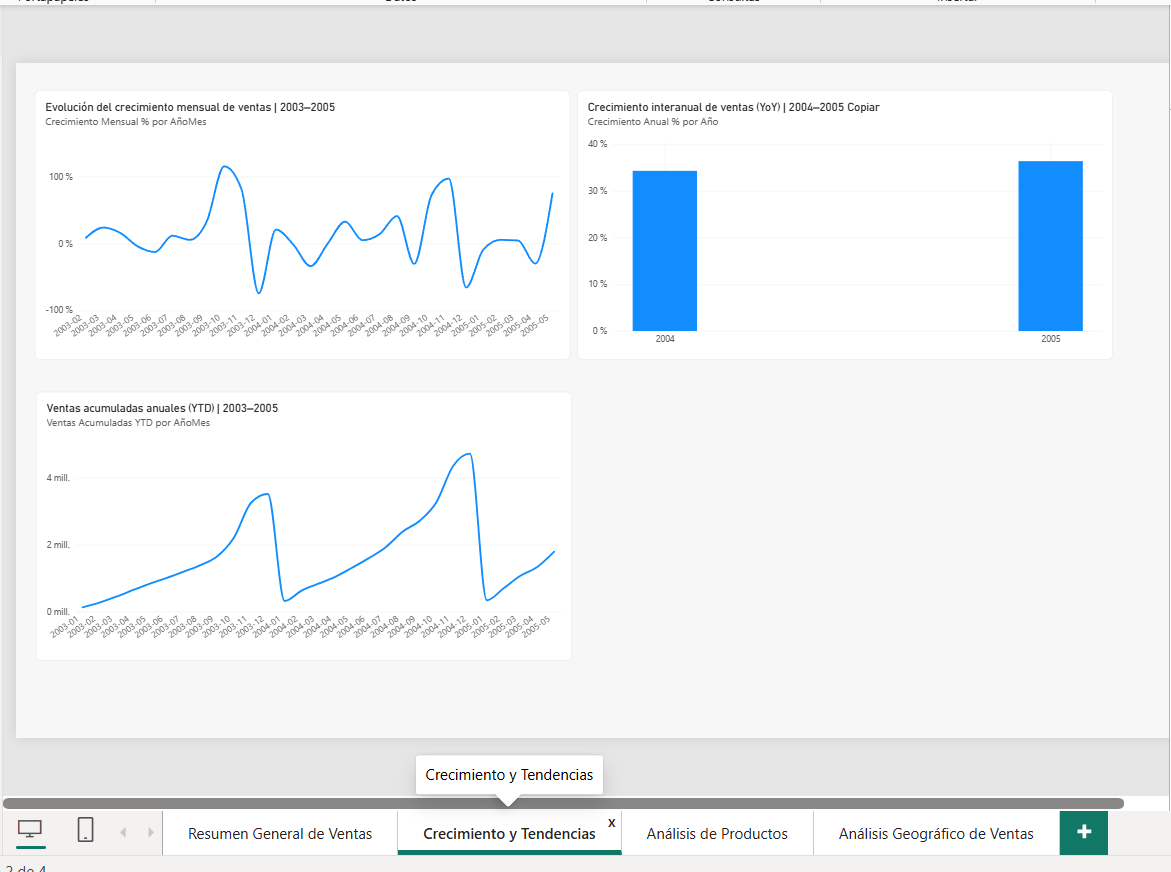 Portapapeles Datos Consultas Insertar
Evolución del crecimiento mensual de ventas | 2003–2005
Crecimiento Mensual % por AñoMes
100 %
0 %
-100 %
2003-02 2003-03 2003-04 2003-05 2003-06 2003-07 2003-08 2003-09 2003-10 2003-11 2003-12 2004-01 2004-02 2004-03 2004-04 2004-05 2004-06 2004-07 2004-08 2004-09 2004-10 2004-11 2004-12 2005-01 2005-02 2005-03 2005-04 2005-05
Crecimiento interanual de ventas (YoY) | 2004–2005 Copiar
Crecimiento Anual % por Año
40 %
30 %
20 %
10 %
0 %
2004 2005
Ventas acumuladas anuales (YTD) | 2003–2005
Ventas Acumuladas YTD por AñoMes
4 mill.
2 mill.
0 mill.
2003-01 2003-02 2003-03 2003-04 2003-05 2003-06 2003-07 2003-08 2003-09 2003-10 2003-11 2003-12 2004-01 2004-02 2004-03 2004-04 2004-05 2004-06 2004-07 2004-08 2004-09 2004-10 2004-11 2004-12 2005-01 2005-02 2005-03 2005-04 2005-05
Crecimiento y Tendencias
Resumen General de Ventas Crecimiento y Tendencias x Análisis de Productos Análisis Geográfico de Ventas +
2 de 4